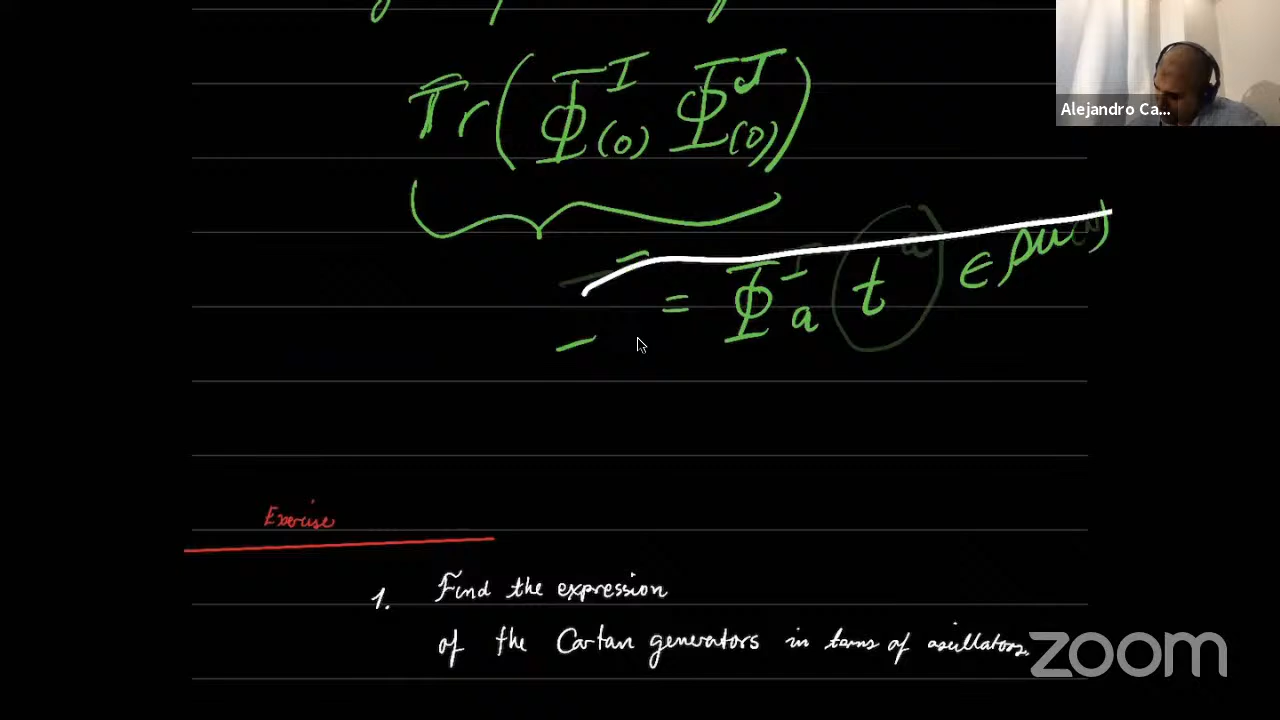 Tr(Φ^I_(0) Φ^J_(0))
Alejandro Ca...
= Φ^I_a t^a ∈ su(N)
Exercise
1. Find the expression
of the Cartan generators in terms of oscillators.
zoom